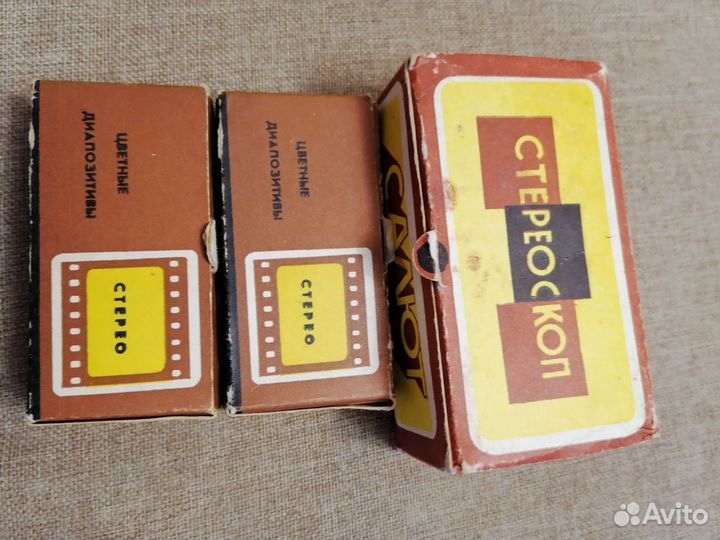 ЦВЕТНЫЕ
ДИАПОЗИТИВЫ
СТЕРЕО
ЦВЕТНЫЕ
ДИАПОЗИТИВЫ
СТЕРЕО
САЛЮТ
СТЕРЕОСКОП
Avito